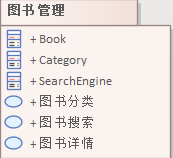 图书管理
+ Book
+ Category
+ SearchEngine
+ 图书分类
+ 图书搜索
+ 图书详情